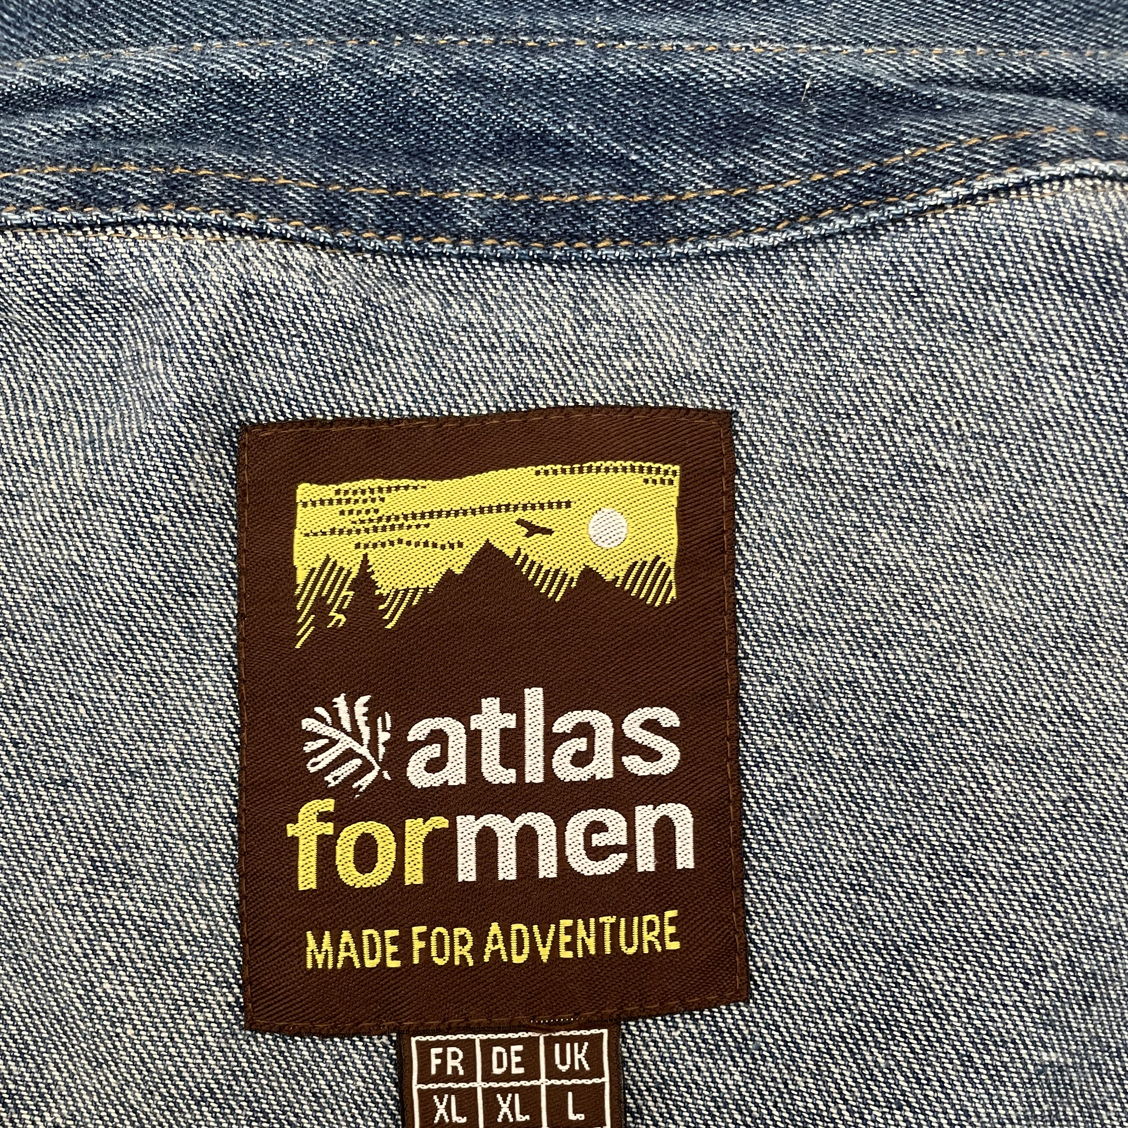 atlas
formen
MADE FOR ADVENTURE
FR DE UK
XL XL L